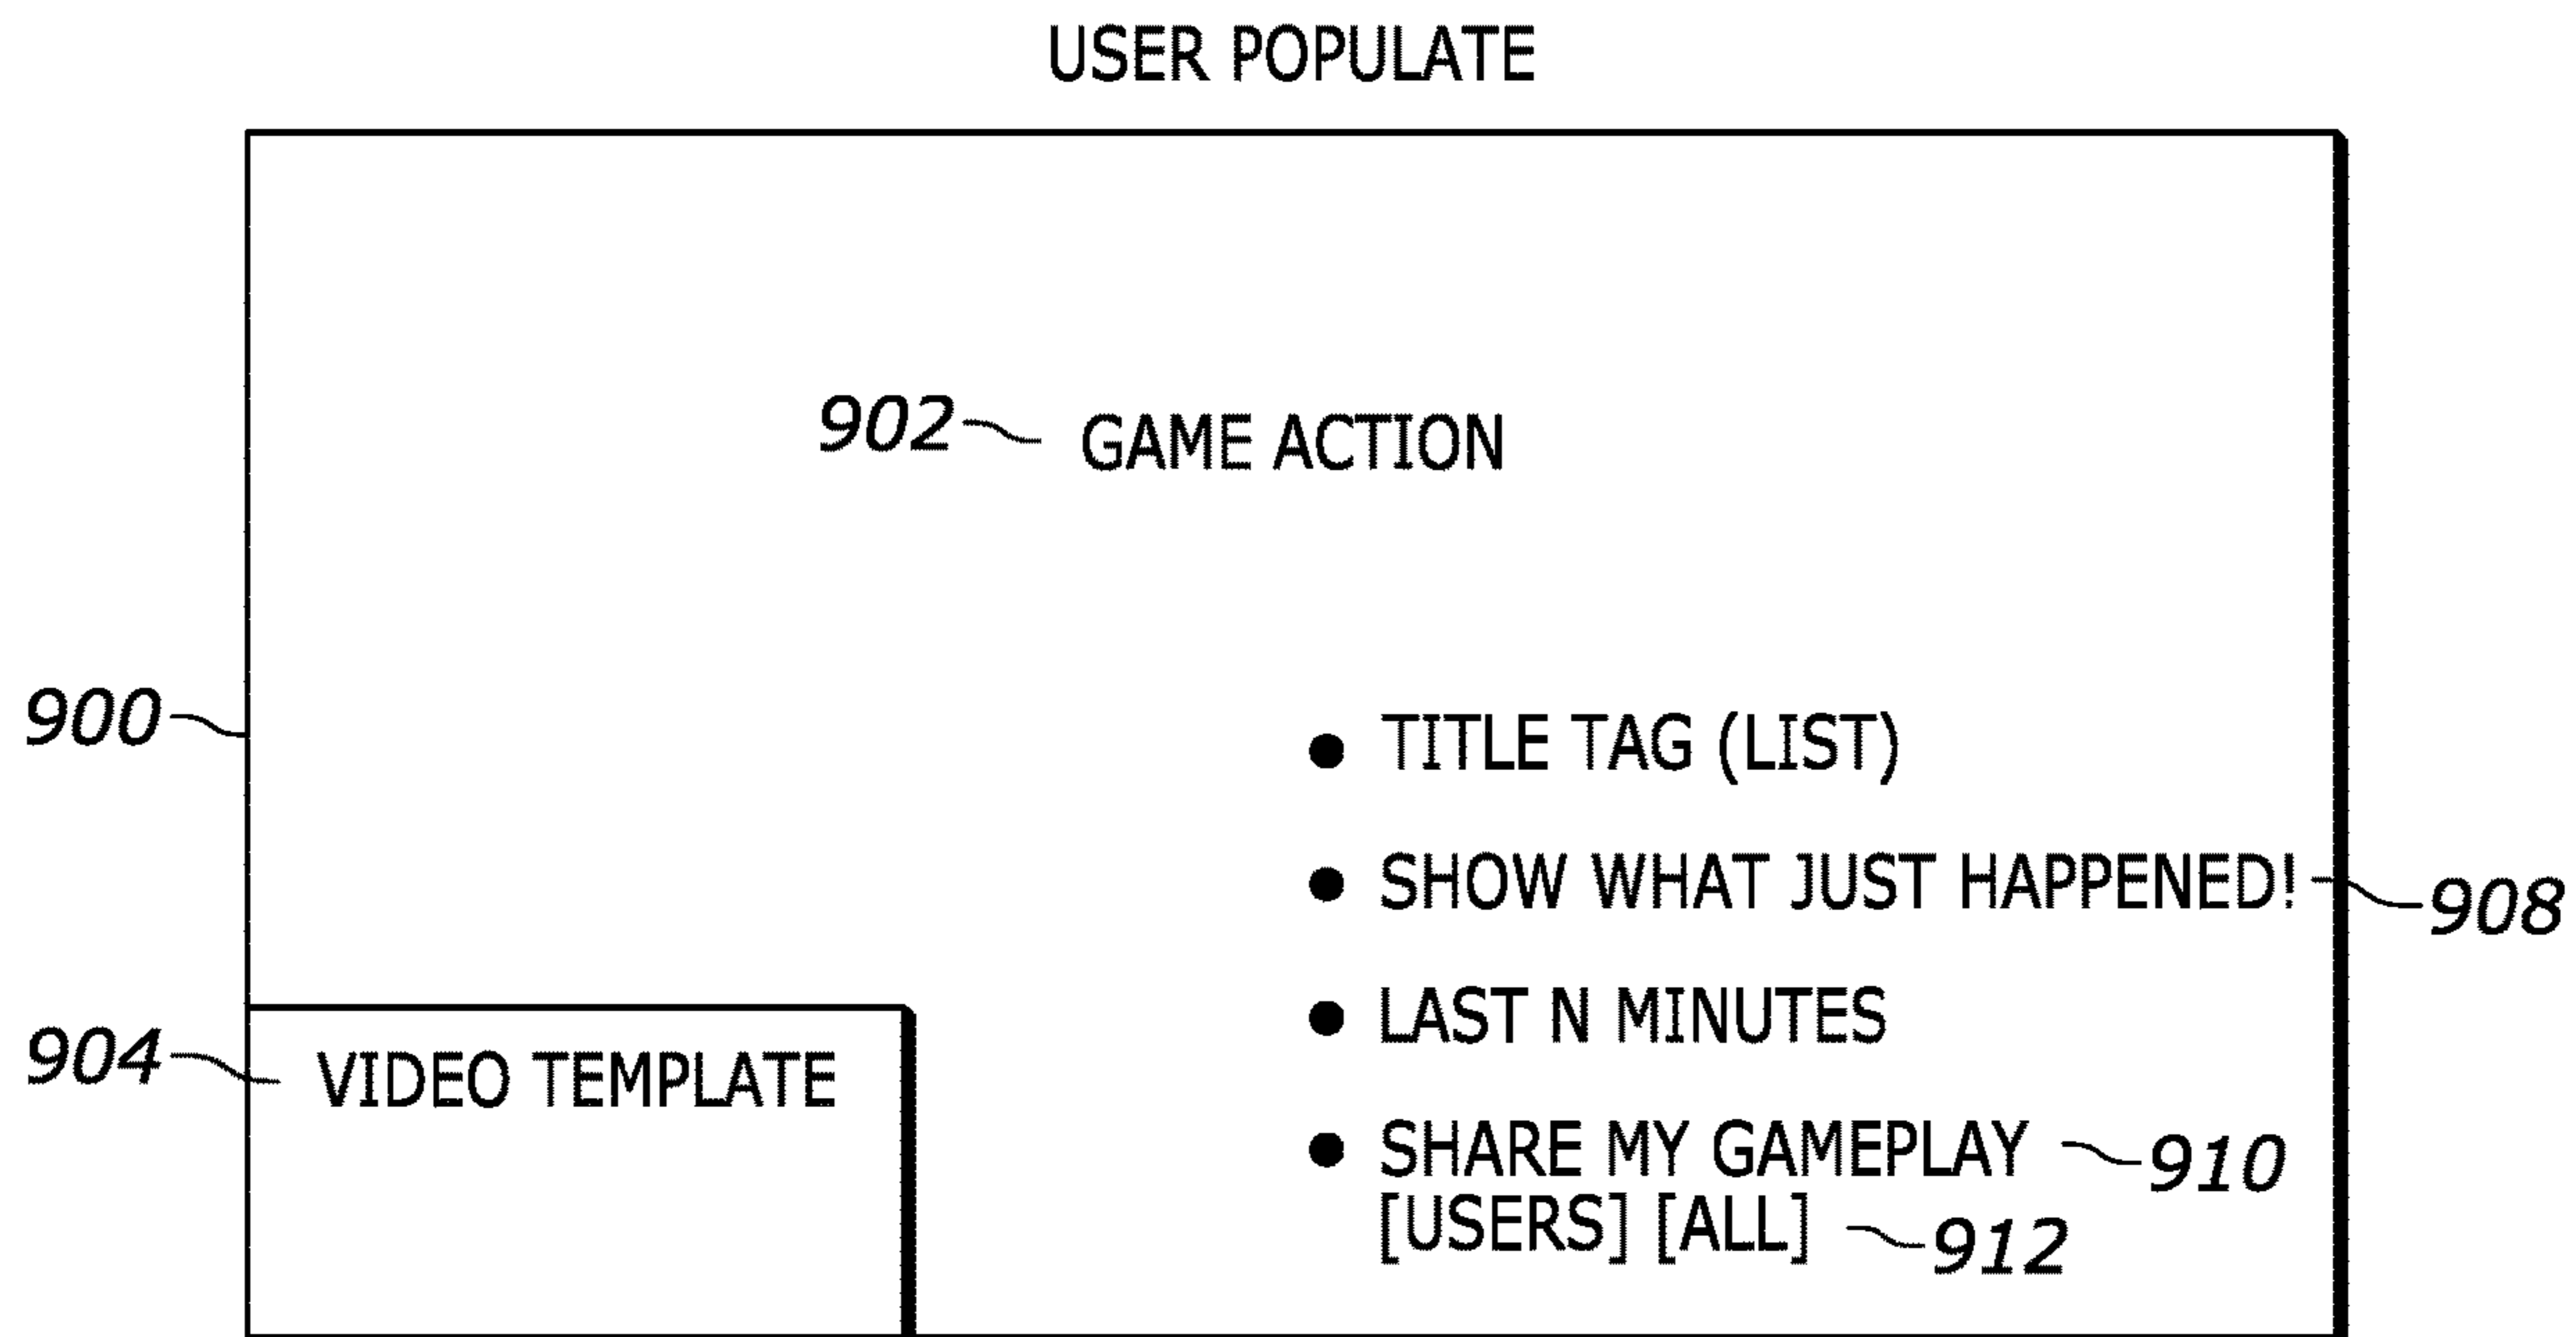 USER POPULATE
902 GAME ACTION
900
● TITLE TAG (LIST)
● SHOW WHAT JUST HAPPENED! 908
● LAST N MINUTES
904 VIDEO TEMPLATE
● SHARE MY GAMEPLAY 910
[USERS] [ALL] 912